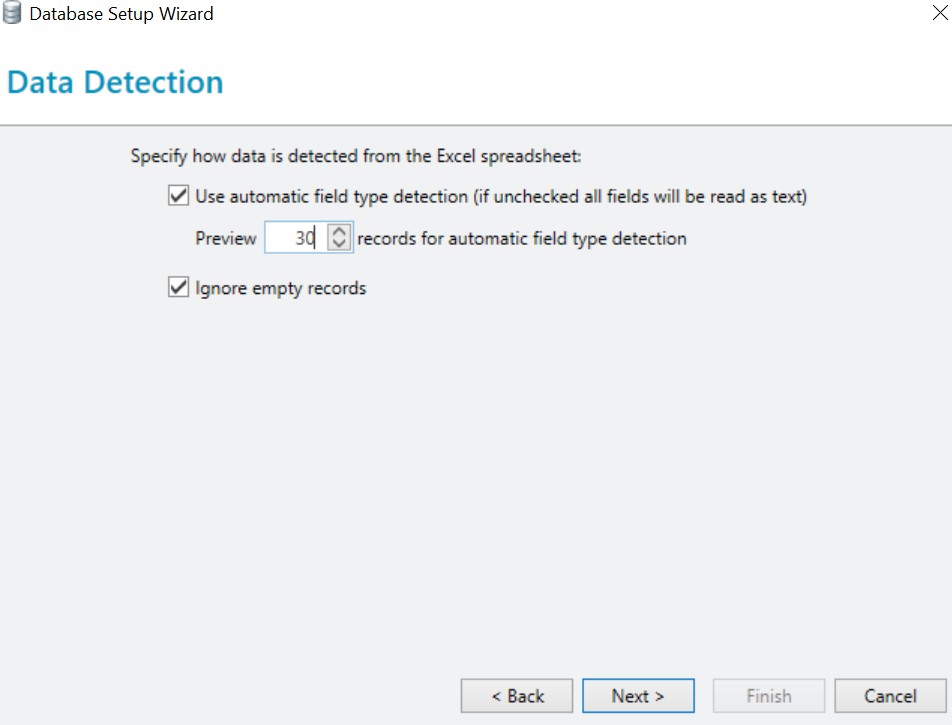 Database Setup Wizard
Data Detection
Specify how data is detected from the Excel spreadsheet:
Use automatic field type detection (if unchecked all fields will be read as text)
Preview 30 records for automatic field type detection
Ignore empty records
< Back Next > Finish Cancel